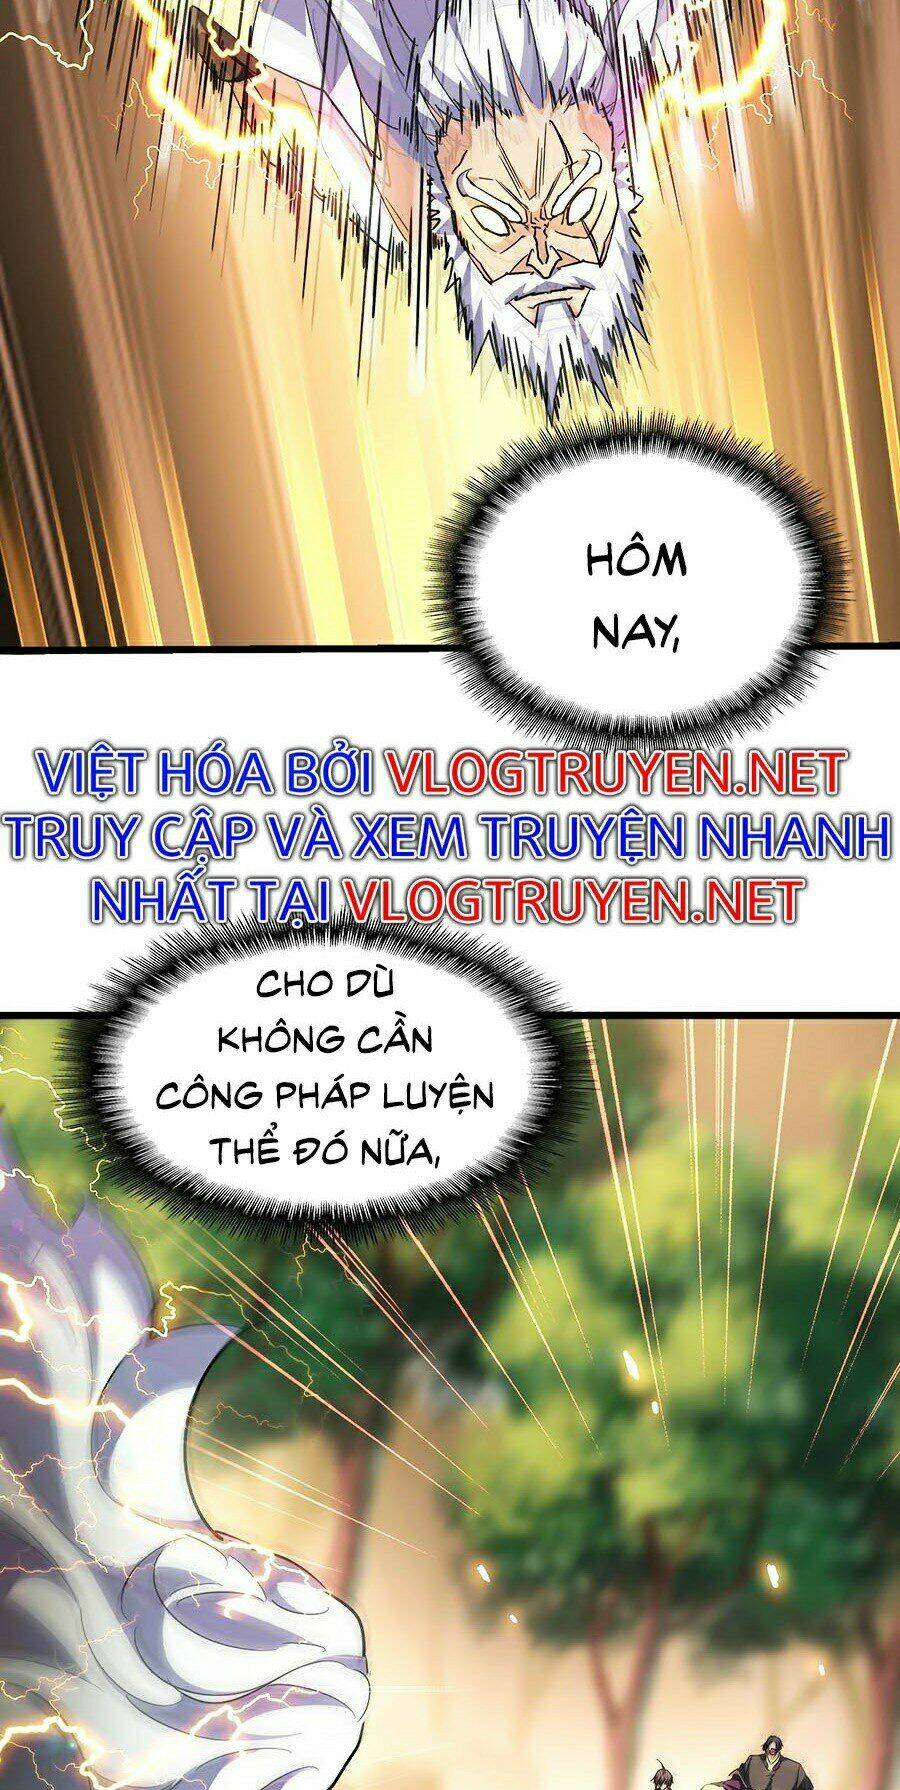 HÔM
NAY,
VIỆT HÓA BỞI VLOGTRUYEN.NET
TRUY CẬP VÀ XEM TRUYỆN NHANH
NHẤT TẠI VLOGTRUYEN.NET
CHO DÙ
KHÔNG CẦN
CÔNG PHÁP LUYỆN
THỂ ĐÓ NỮA,